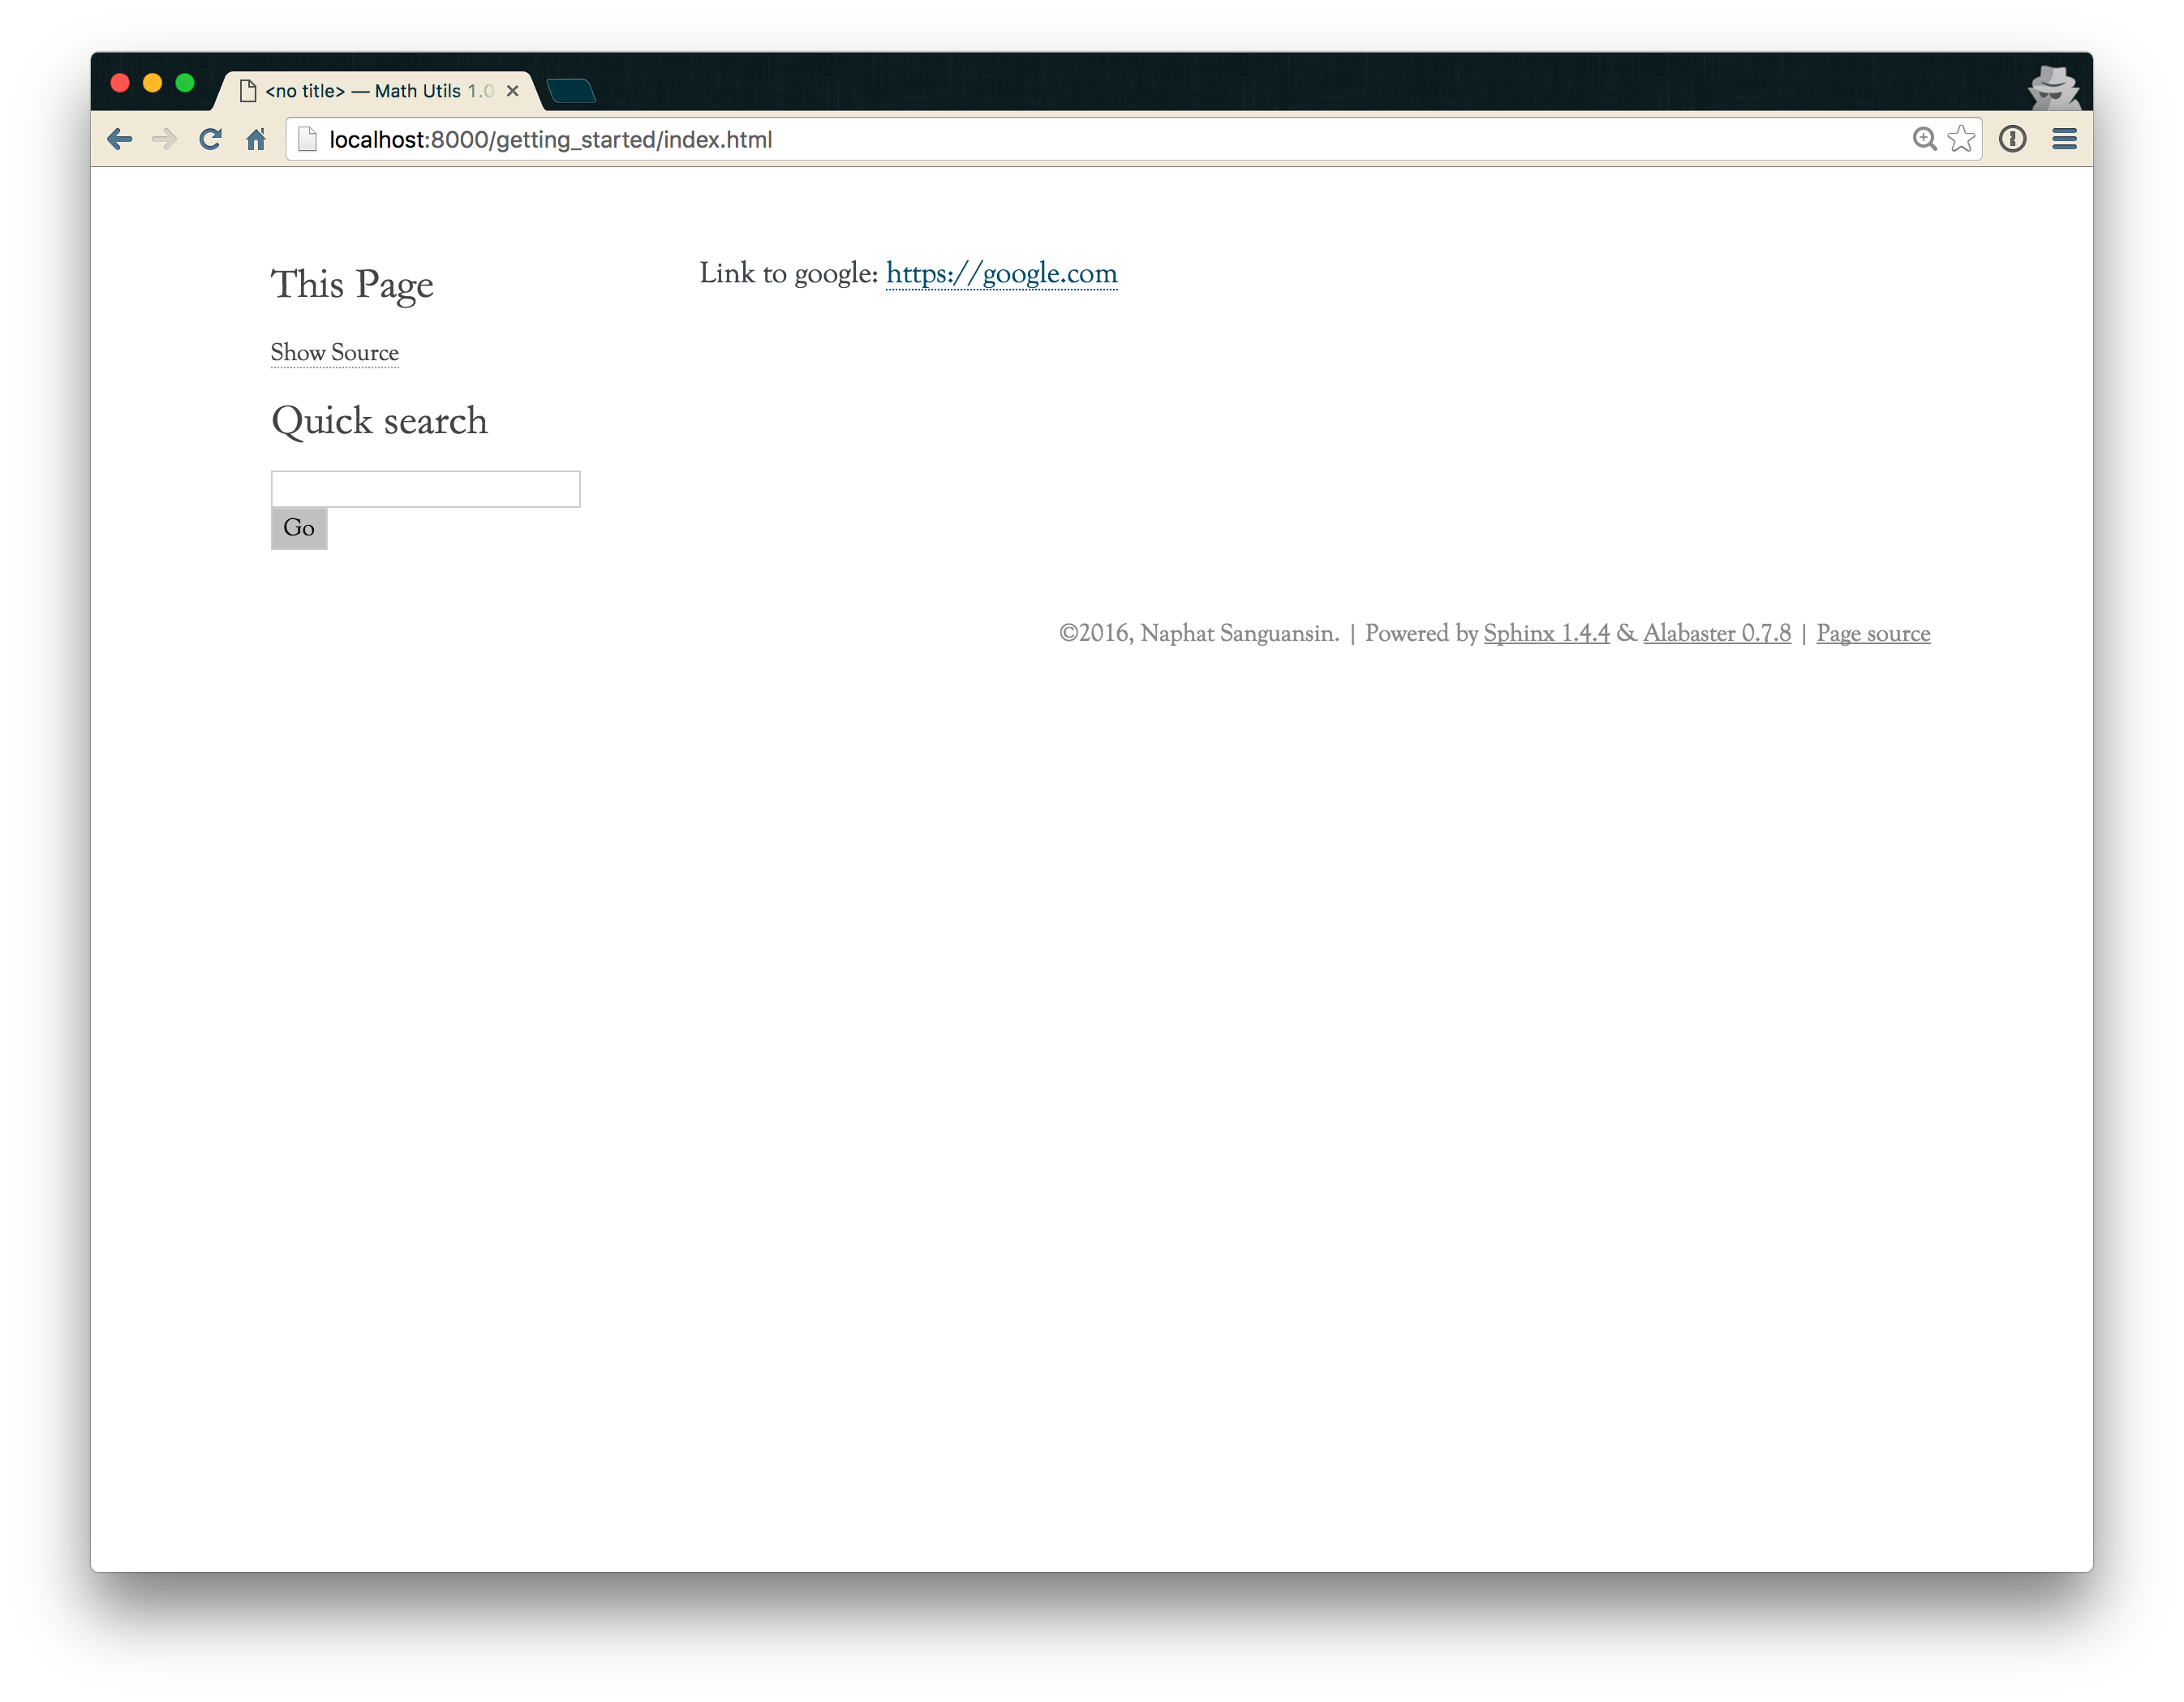 <no title> — Math Utils 1.0
localhost:8000/getting_started/index.html
This Page
Show Source
Quick search
Go
Link to google: https://google.com
©2016, Naphat Sanguansin. | Powered by Sphinx 1.4.4 & Alabaster 0.7.8 | Page source